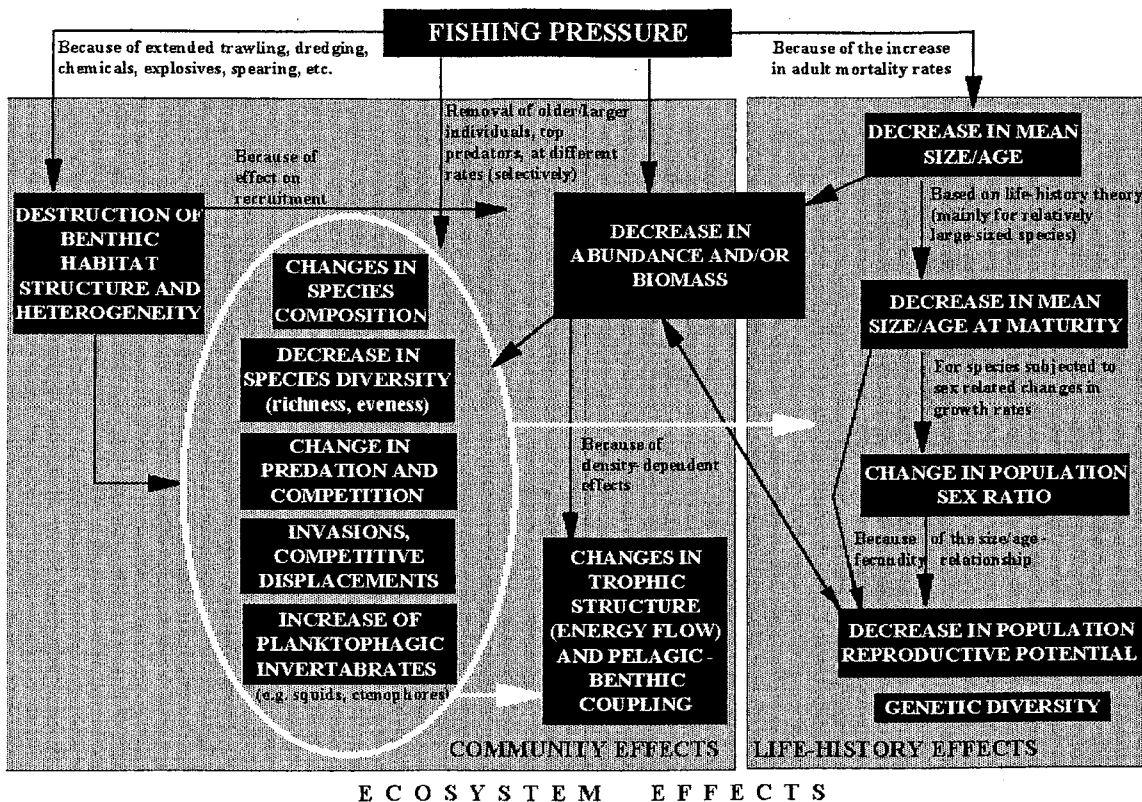 FISHING PRESSURE
Because of extended trawling, dredging,
chemicals, explosives, spearing, etc.
Because of the increase
in adult mortality rates
Removal of older/larger
individuals, top
predators, at different
rates (selectively)
Because of
effect on
recruitment
DESTRUCTION OF
BENTHIC
HABITAT
STRUCTURE AND
HETEROGENEITY
CHANGES IN
SPECIES
COMPOSITION
DECREASE IN
SPECIES DIVERSITY
(richness, eveness)
CHANGE IN
PREDATION AND
COMPETITION
INVASIONS,
COMPETITIVE
DISPLACEMENTS
INCREASE OF
PLANKTOPHAGIC
INVERTABRATES
(e.g. squids, ctenophores)
DECREASE IN
ABUNDANCE AND/OR
BIOMASS
Because of
density-dependent
effects
CHANGES IN
TROPHIC
STRUCTURE
(ENERGY FLOW)
AND PELAGIC -
BENTHIC
COUPLING
COMMUNITY EFFECTS
DECREASE IN MEAN
SIZE/AGE
Based on life-history theory
(mainly for relatively
large-sized species)
DECREASE IN MEAN
SIZE/AGE AT MATURITY
For species subjected to
sex related changes in
growth rates
CHANGE IN POPULATION
SEX RATIO
Because of the size/age-
fecundity relationship
DECREASE IN POPULATION
REPRODUCTIVE POTENTIAL
GENETIC DIVERSITY
LIFE-HISTORY EFFECTS
ECOSYSTEM EFFECTS